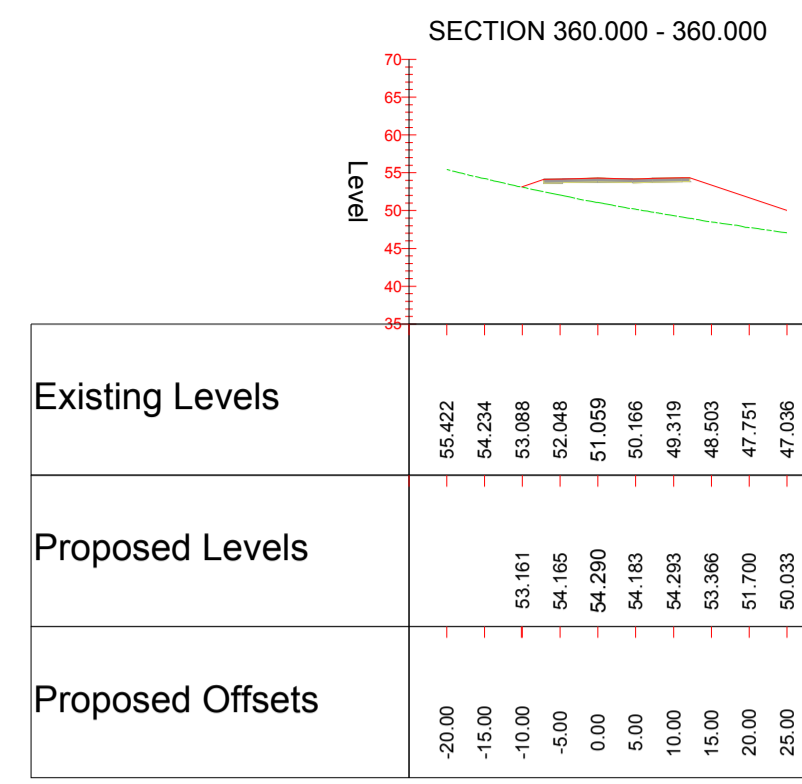 SECTION 360.000 - 360.000
70
65
60
55
50
45
40
35
Level
Existing Levels
55.422 54.234 53.088 52.048 51.059 50.166 49.319 48.503 47.751 47.036
Proposed Levels
53.161 54.165 54.290 54.183 54.293 53.366 51.700 50.033
Proposed Offsets
-20.00 -15.00 -10.00 -5.00 0.00 5.00 10.00 15.00 20.00 25.00